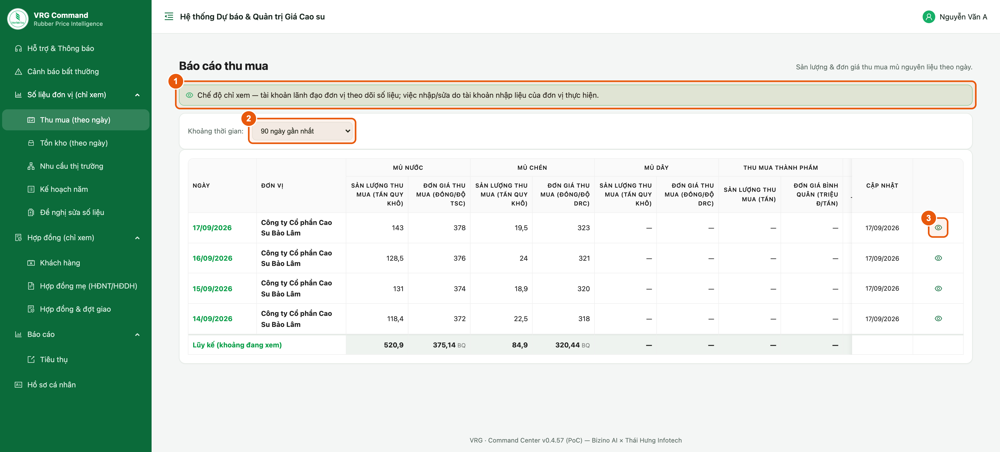 VRG Command
Rubber Price Intelligence
Hỗ trợ & Thông báo
Cảnh báo bất thường
Số liệu đơn vị (chỉ xem)
Thu mua (theo ngày)
Tồn kho (theo ngày)
Nhu cầu thị trường
Kế hoạch năm
Đề nghị sửa số liệu
Hợp đồng (chỉ xem)
Khách hàng
Hợp đồng mẹ (HĐNT/HĐDH)
Hợp đồng & đợt giao
Báo cáo
Tiêu thụ
Hồ sơ cá nhân
Hệ thống Dự báo & Quản trị Giá Cao su
Nguyễn Văn A
Báo cáo thu mua
Sản lượng & đơn giá thu mua mủ nguyên liệu theo ngày.
1
Chế độ chỉ xem — tài khoản lãnh đạo đơn vị theo dõi số liệu; việc nhập/sửa do tài khoản nhập liệu của đơn vị thực hiện.
2
Khoảng thời gian: 90 ngày gần nhất
MỦ NƯỚC MỦ CHÉN MỦ DÂY THU MUA THÀNH PHẨM
NGÀY ĐƠN VỊ SẢN LƯỢNG THU MUA (TẤN QUY KHÔ) ĐƠN GIÁ THU MUA (ĐỒNG/ĐỘ TSC) SẢN LƯỢNG THU MUA (TẤN QUY KHÔ) ĐƠN GIÁ THU MUA (ĐỒNG/ĐỘ DRC) SẢN LƯỢNG THU MUA (TẤN QUY KHÔ) ĐƠN GIÁ THU MUA (ĐỒNG/ĐỘ DRC) SẢN LƯỢNG THU MUA (TẤN) ĐƠN GIÁ BÌNH QUÂN (TRIỆU Đ/TẤN) CẬP NHẬT
3
17/09/2026 Công ty Cổ phần Cao Su Bảo Lâm 143 378 19,5 323 — — — — 17/09/2026
16/09/2026 Công ty Cổ phần Cao Su Bảo Lâm 128,5 376 24 321 — — — — 17/09/2026
15/09/2026 Công ty Cổ phần Cao Su Bảo Lâm 131 374 18,9 320 — — — — 17/09/2026
14/09/2026 Công ty Cổ phần Cao Su Bảo Lâm 118,4 372 22,5 318 — — — — 17/09/2026
Lũy kế (khoảng đang xem) 520,9 375,14 BQ 84,9 320,44 BQ — — — —
VRG · Command Center v0.4.57 (PoC) — Bizino AI × Thái Hưng Infotech